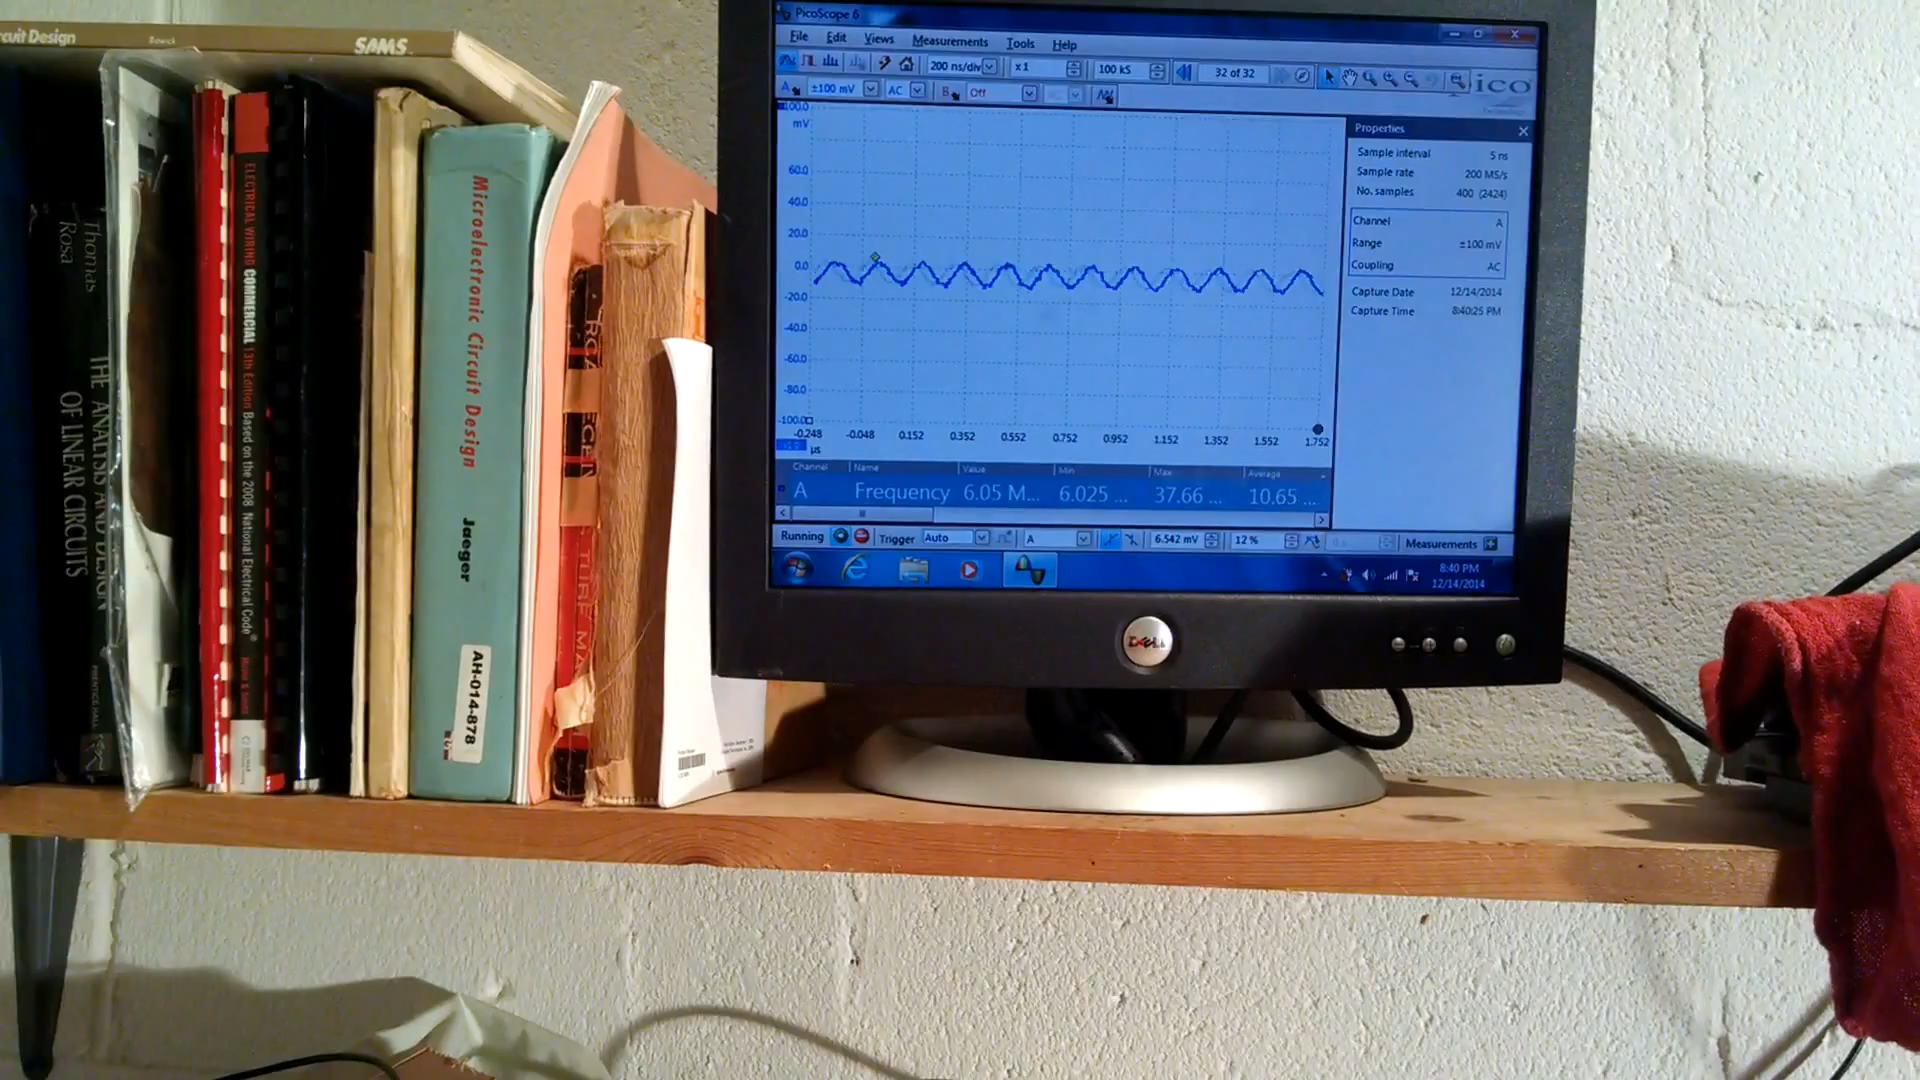 cuit Design
SAMS
Thomas
Rosa
THE ANALYSIS AND DESIGN
OF LINEAR CIRCUITS
PRENTICE HALL
ELECTRICAL WIRING COMMERCIAL 13th Edition Based on the 2008 National Electrical Code®
Microelectronic Circuit Design
Jaeger
AH-014-878
PicoScope 6
File Edit Views Measurements Tools Help
200 ns/div x1 100 kS 32 of 32
A ±100 mV AC B Off
ico
100.0
mV
60.0
40.0
20.0
0.0
-20.0
-40.0
-60.0
-80.0
-100.0
-0.248 -0.048 0.152 0.352 0.552 0.752 0.952 1.152 1.352 1.552 1.752
µs
Properties
Sample interval 5 ns
Sample rate 200 MS/s
No. samples 400 (2424)
Channel A
Range ±100 mV
Coupling AC
Capture Date 12/14/2014
Capture Time 8:40:25 PM
Channel Name Value Min Max Average
A Frequency 6.05 M... 6.025 ... 37.66 ... 10.65 ...
Running Trigger Auto A 6.542 mV 12 % Measurements
8:40 PM
12/14/2014
DELL